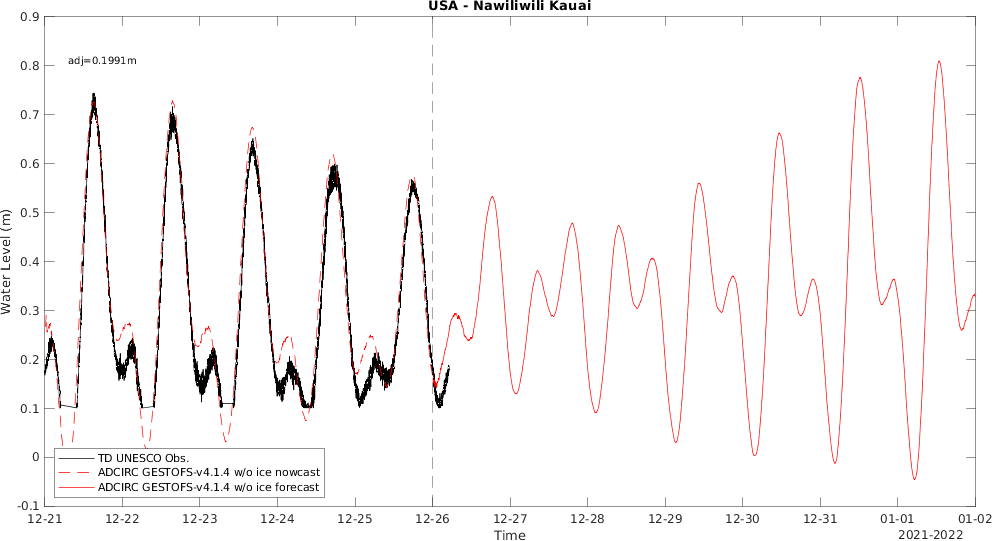 USA - Nawiliwili Kauai
adj=0.1991m
Water Level (m)
0.9
0.8
0.7
0.6
0.5
0.4
0.3
0.2
0.1
0
-0.1
TD UNESCO Obs.
ADCIRC GESTOFS-v4.1.4 w/o ice nowcast
ADCIRC GESTOFS-v4.1.4 w/o ice forecast
12-21 12-22 12-23 12-24 12-25 12-26 12-27 12-28 12-29 12-30 12-31 01-01 01-02
Time
2021-2022